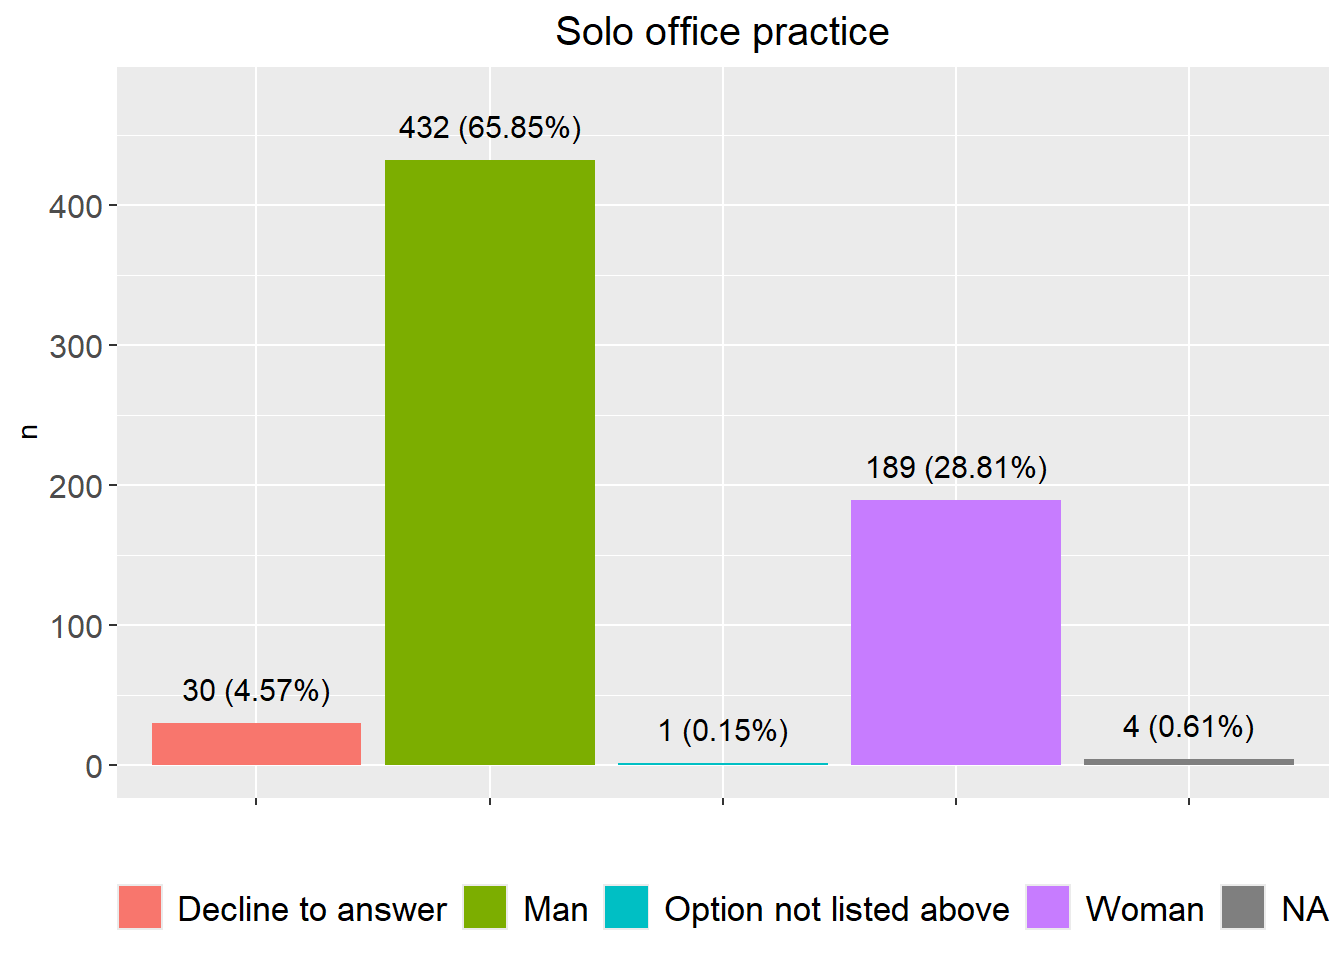 Solo office practice
432 (65.85%)
400
300
n
189 (28.81%)
200
100
30 (4.57%)
1 (0.15%)
4 (0.61%)
0
Decline to answer
Man
Option not listed above
Woman
NA